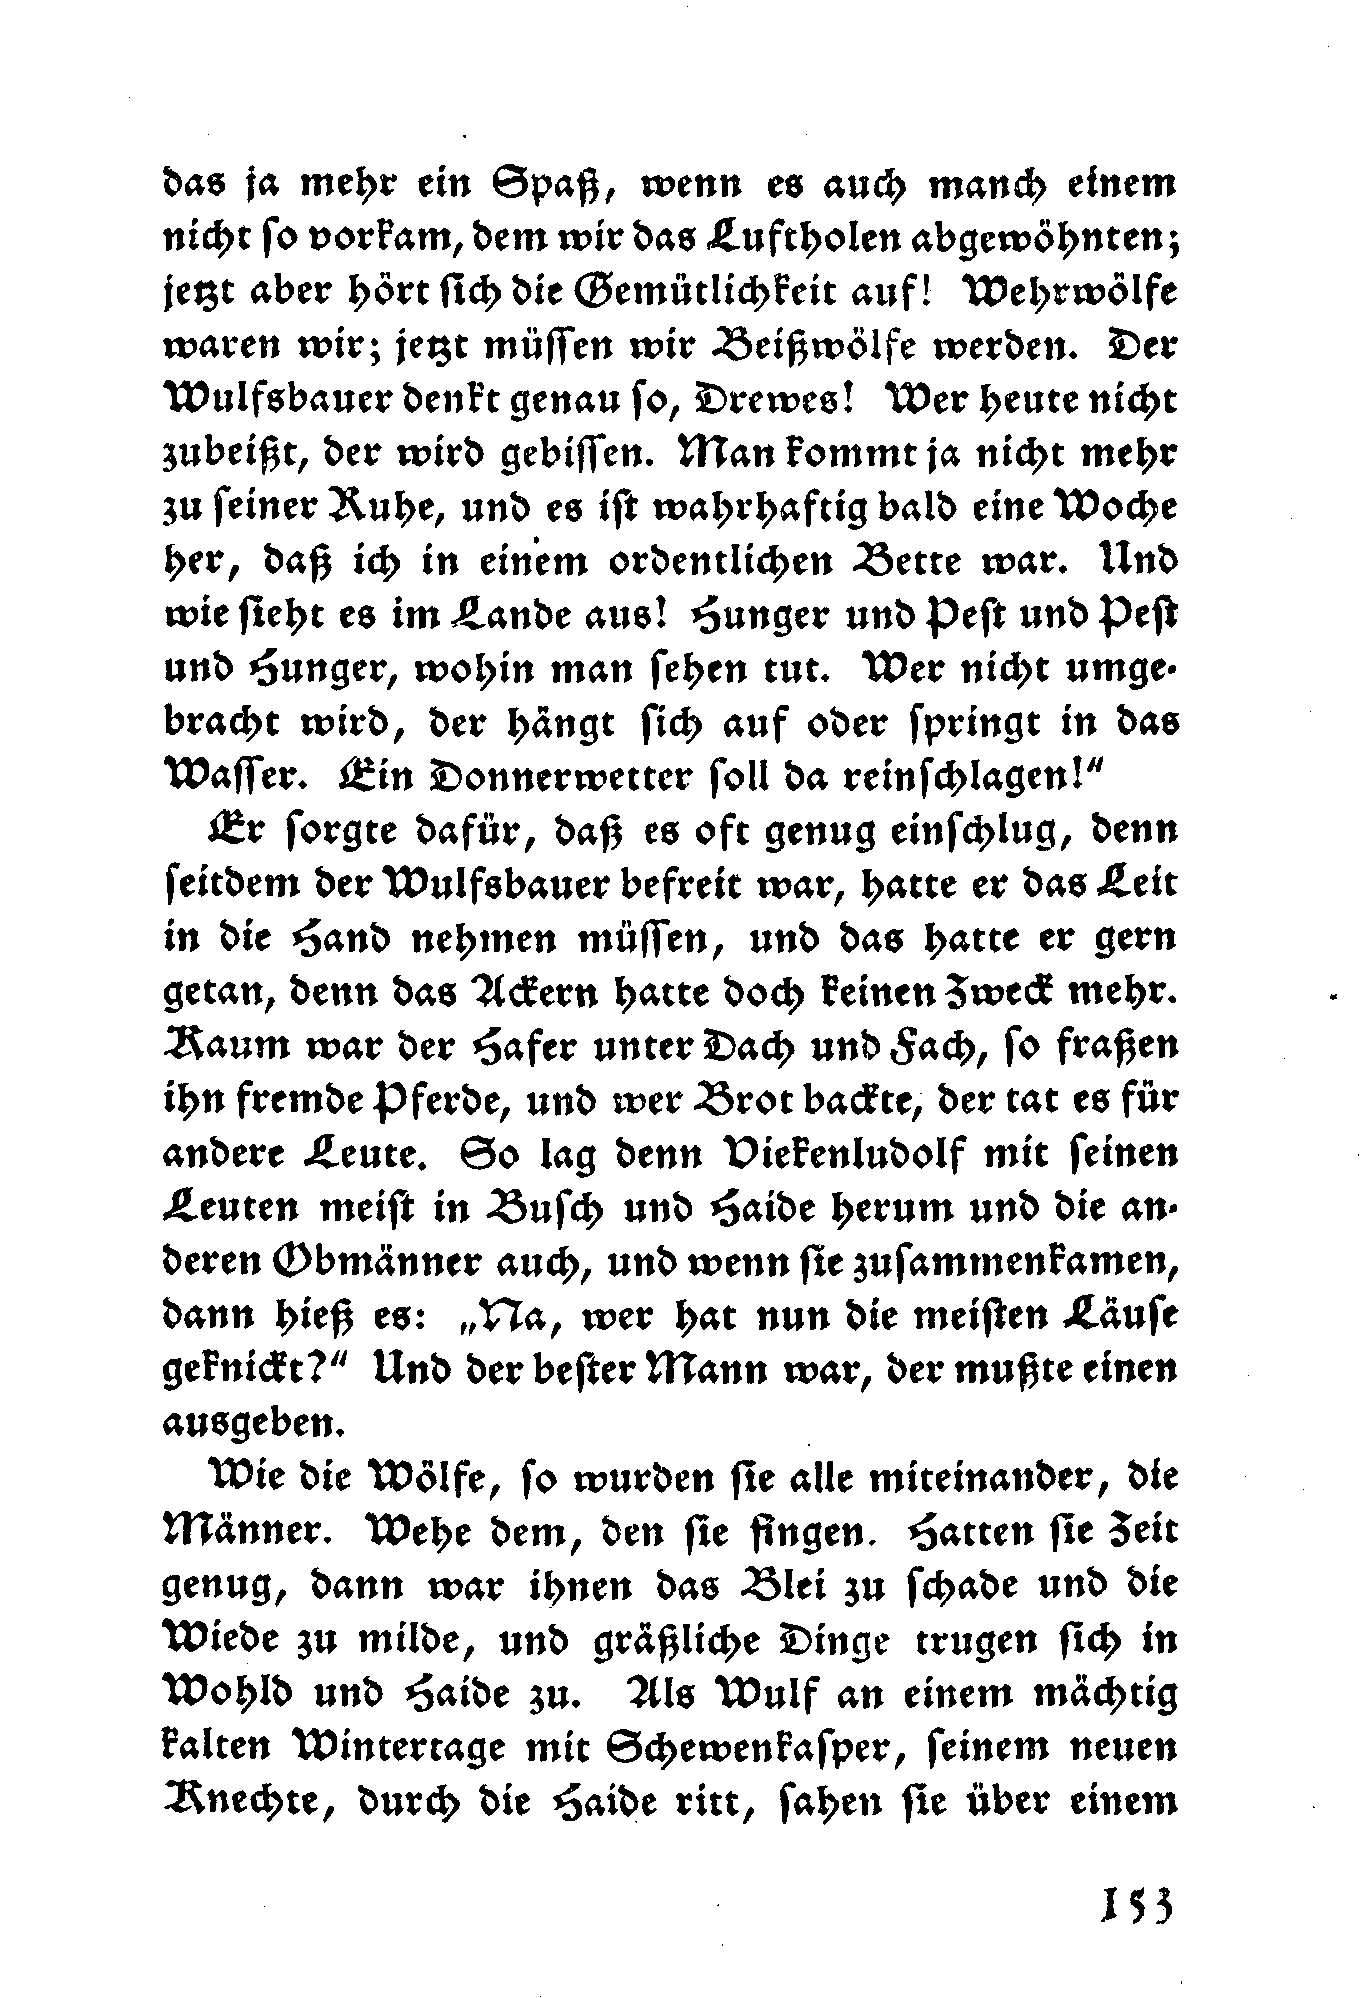 das ja mehr ein Spaß, wenn es auch manch einem
nicht so vorkam, dem wir das Luftholen abgewöhnten;
jetzt aber hört sich die Gemütlichkeit auf! Wehrwölfe
waren wir; jetzt müssen wir Beißwölfe werden. Der
Wulfsbauer denkt genau so, Drewes! Wer heute nicht
zubeißt, der wird gebissen. Man kommt ja nicht mehr
zu seiner Ruhe, und es ist wahrhaftig bald eine Woche
her, daß ich in einem ordentlichen Bette war. Und
wie sieht es im Lande aus! Hunger und Pest und Pest
und Hunger, wohin man sehen tut. Wer nicht umge-
bracht wird, der hängt sich auf oder springt in das
Wasser. Ein Donnerwetter soll da reinschlagen!“
Er sorgte dafür, daß es oft genug einschlug, denn
seitdem der Wulfsbauer befreit war, hatte er das Leit
in die Hand nehmen müssen, und das hatte er gern
getan, denn das Ackern hatte doch keinen Zweck mehr.
Kaum war der Hafer unter Dach und Fach, so fraßen
ihn fremde Pferde, und wer Brot backte, der tat es für
andere Leute. So lag denn Viekenludolf mit seinen
Leuten meist in Busch und Haide herum und die an-
deren Obmänner auch, und wenn sie zusammenkamen,
dann hieß es: „Na, wer hat nun die meisten Läuse
geknickt?“ Und der bester Mann war, der mußte einen
ausgeben.
Wie die Wölfe, so wurden sie alle miteinander, die
Männer. Wehe dem, den sie fingen. Hatten sie Zeit
genug, dann war ihnen das Blei zu schade und die
Wiede zu milde, und gräßliche Dinge trugen sich in
Wohld und Haide zu. Als Wulf an einem mächtig
kalten Wintertage mit Schewenkasper, seinem neuen
Knechte, durch die Haide ritt, sahen sie über einem
153